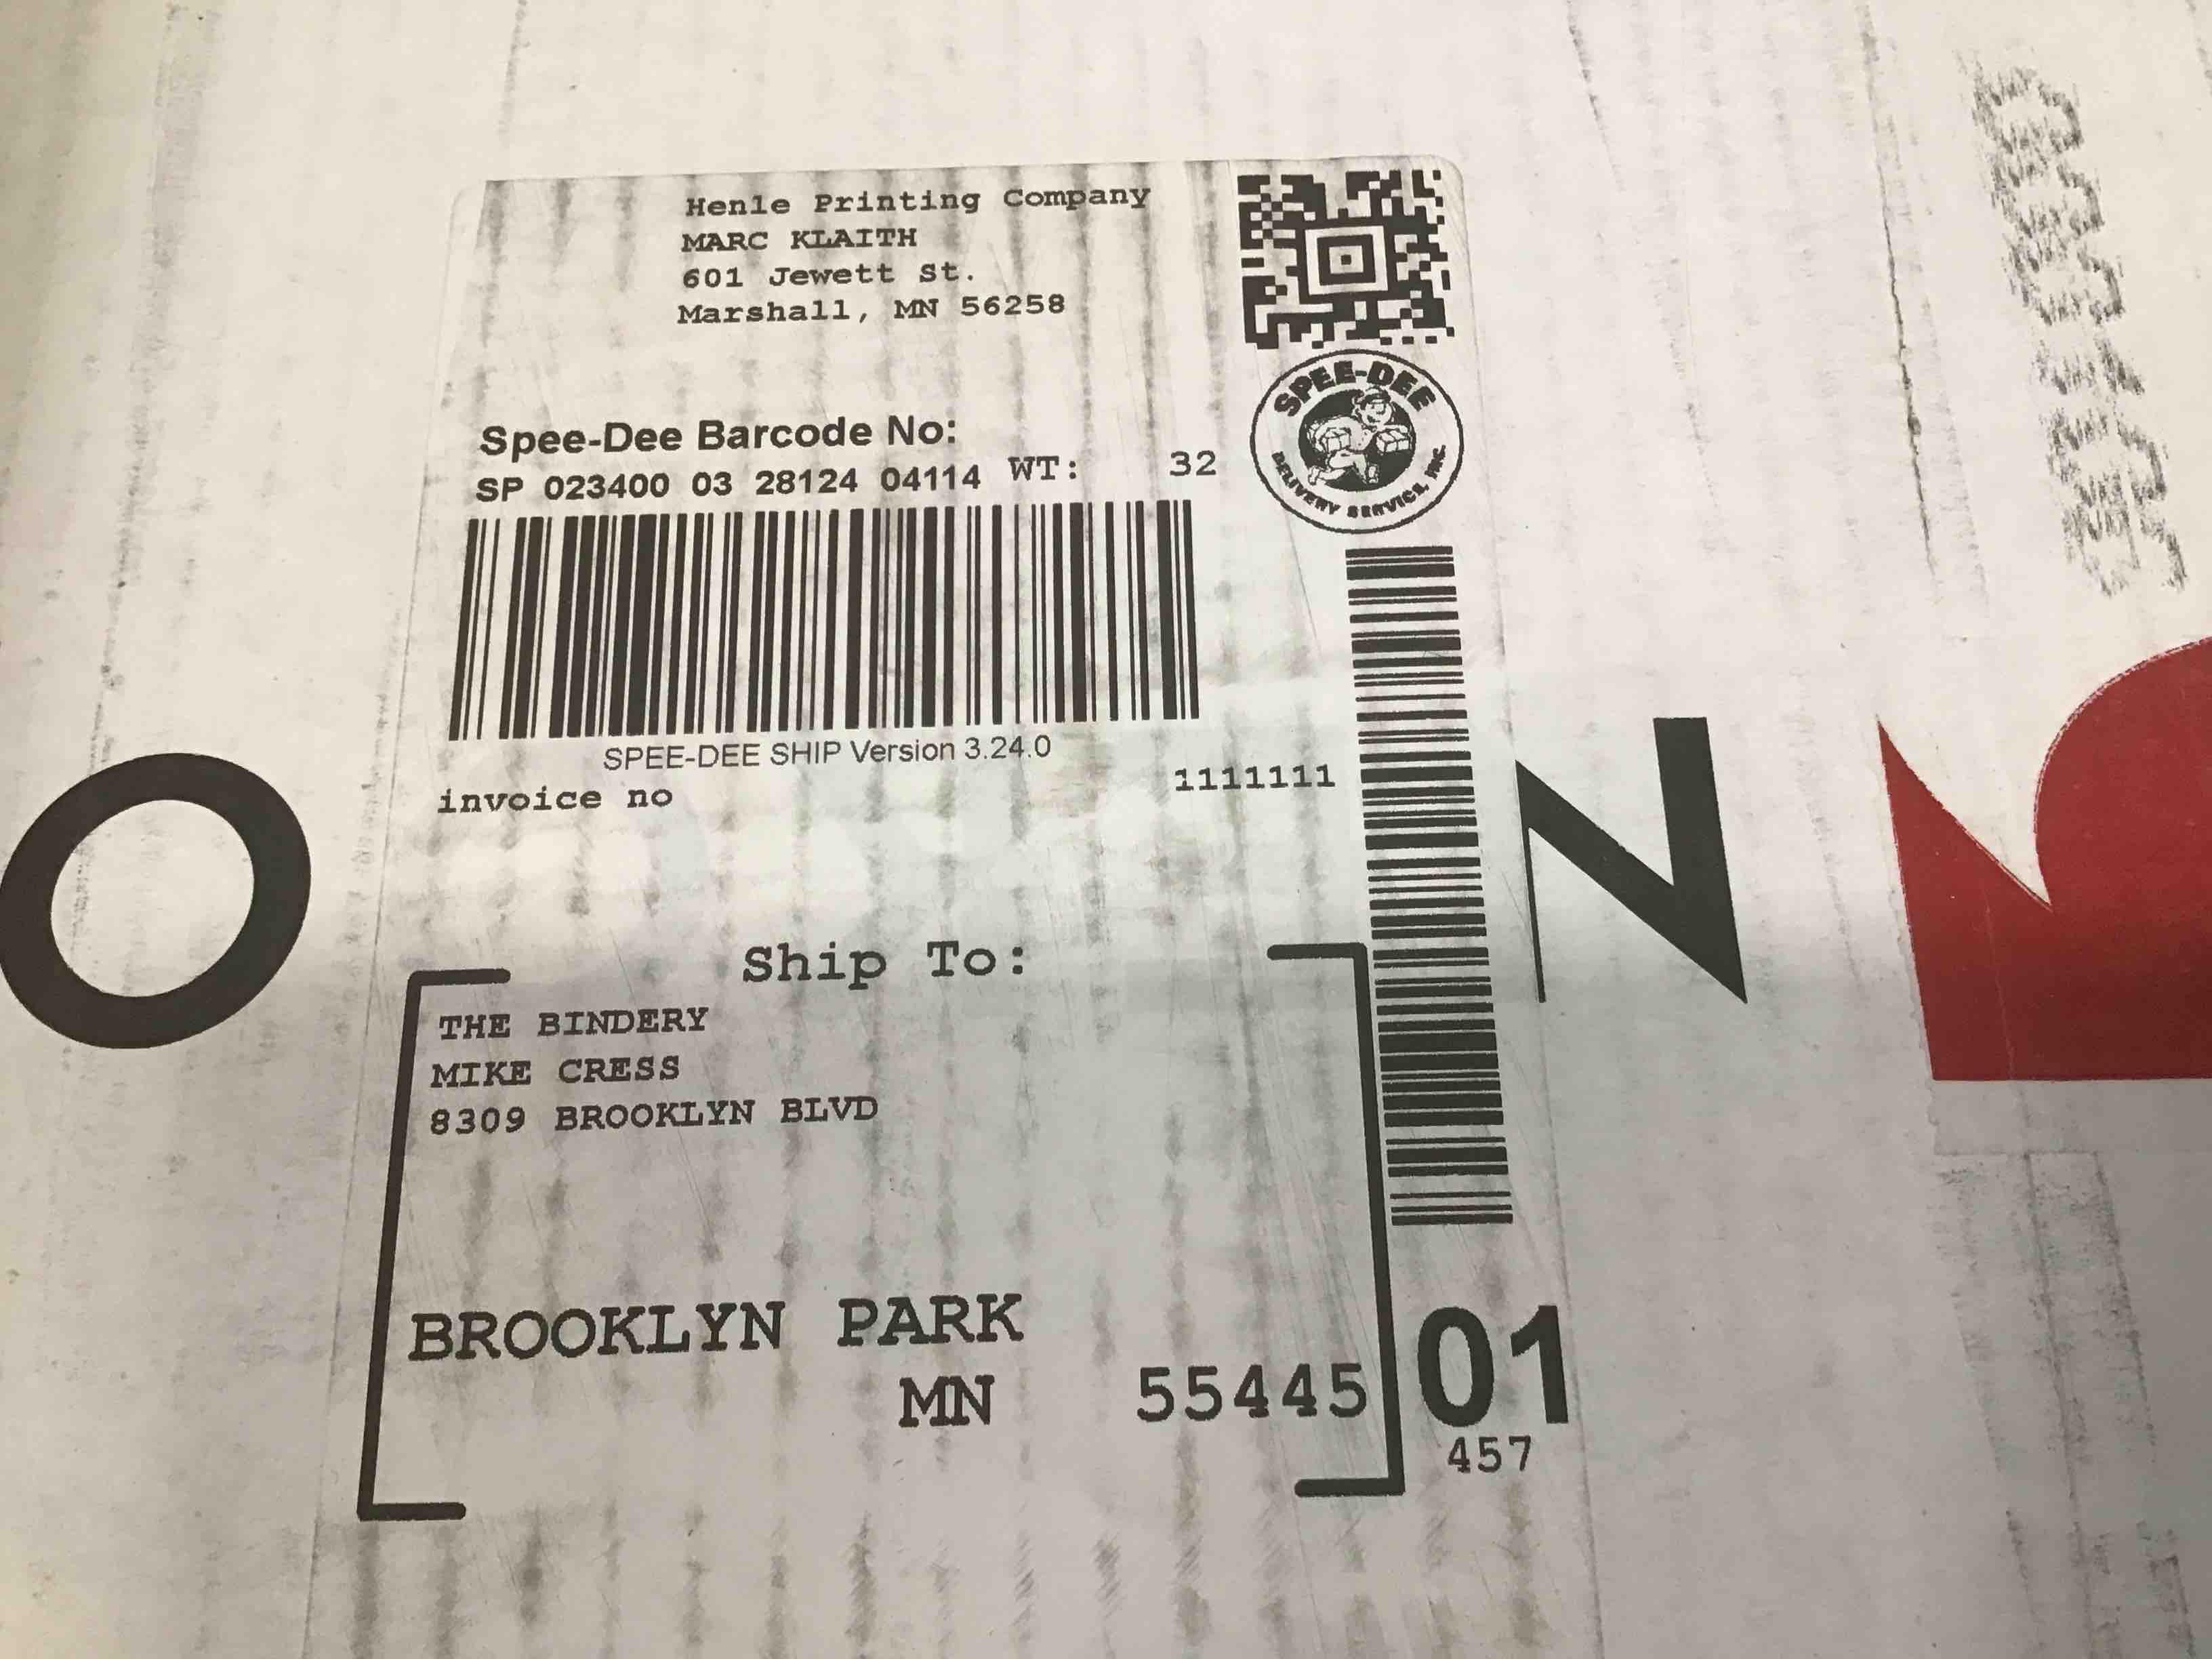 Henle Printing Company
MARC KLAITH
601 Jewett St.
Marshall, MN 56258
SPEE-DEE
DELIVERY SERVICE, INC.
Spee-Dee Barcode No:
SP 023400 03 28124 04114 WT: 32
SPEE-DEE SHIP Version 3.24.0
invoice no 1111111
O N
Ship To:
THE BINDERY
MIKE CRESS
8309 BROOKLYN BLVD
BROOKLYN PARK
MN 55445
01
457